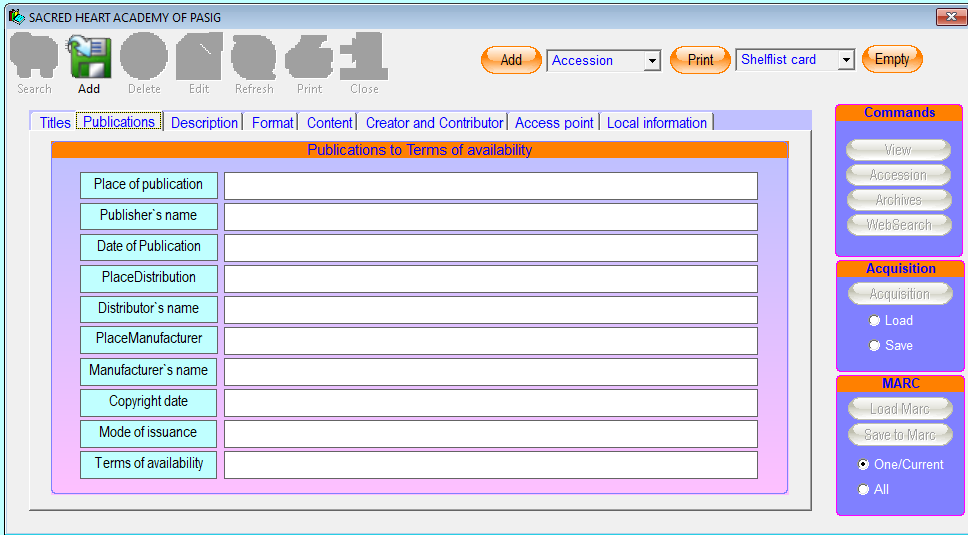 SACRED HEART ACADEMY OF PASIG
Search Add Delete Edit Refresh Print Close
Add Accession Print Shelflist card Empty
Titles Publications Description Format Content Creator and Contributor Access point Local information
Publications to Terms of availability
Place of publication
Publisher`s name
Date of Publication
PlaceDistribution
Distributor`s name
PlaceManufacturer
Manufacturer`s name
Copyright date
Mode of issuance
Terms of availability
Commands
View
Accession
Archives
WebSearch
Acquisition
Acquisition
Load
Save
MARC
Load Marc
Save to Marc
One/Current
All